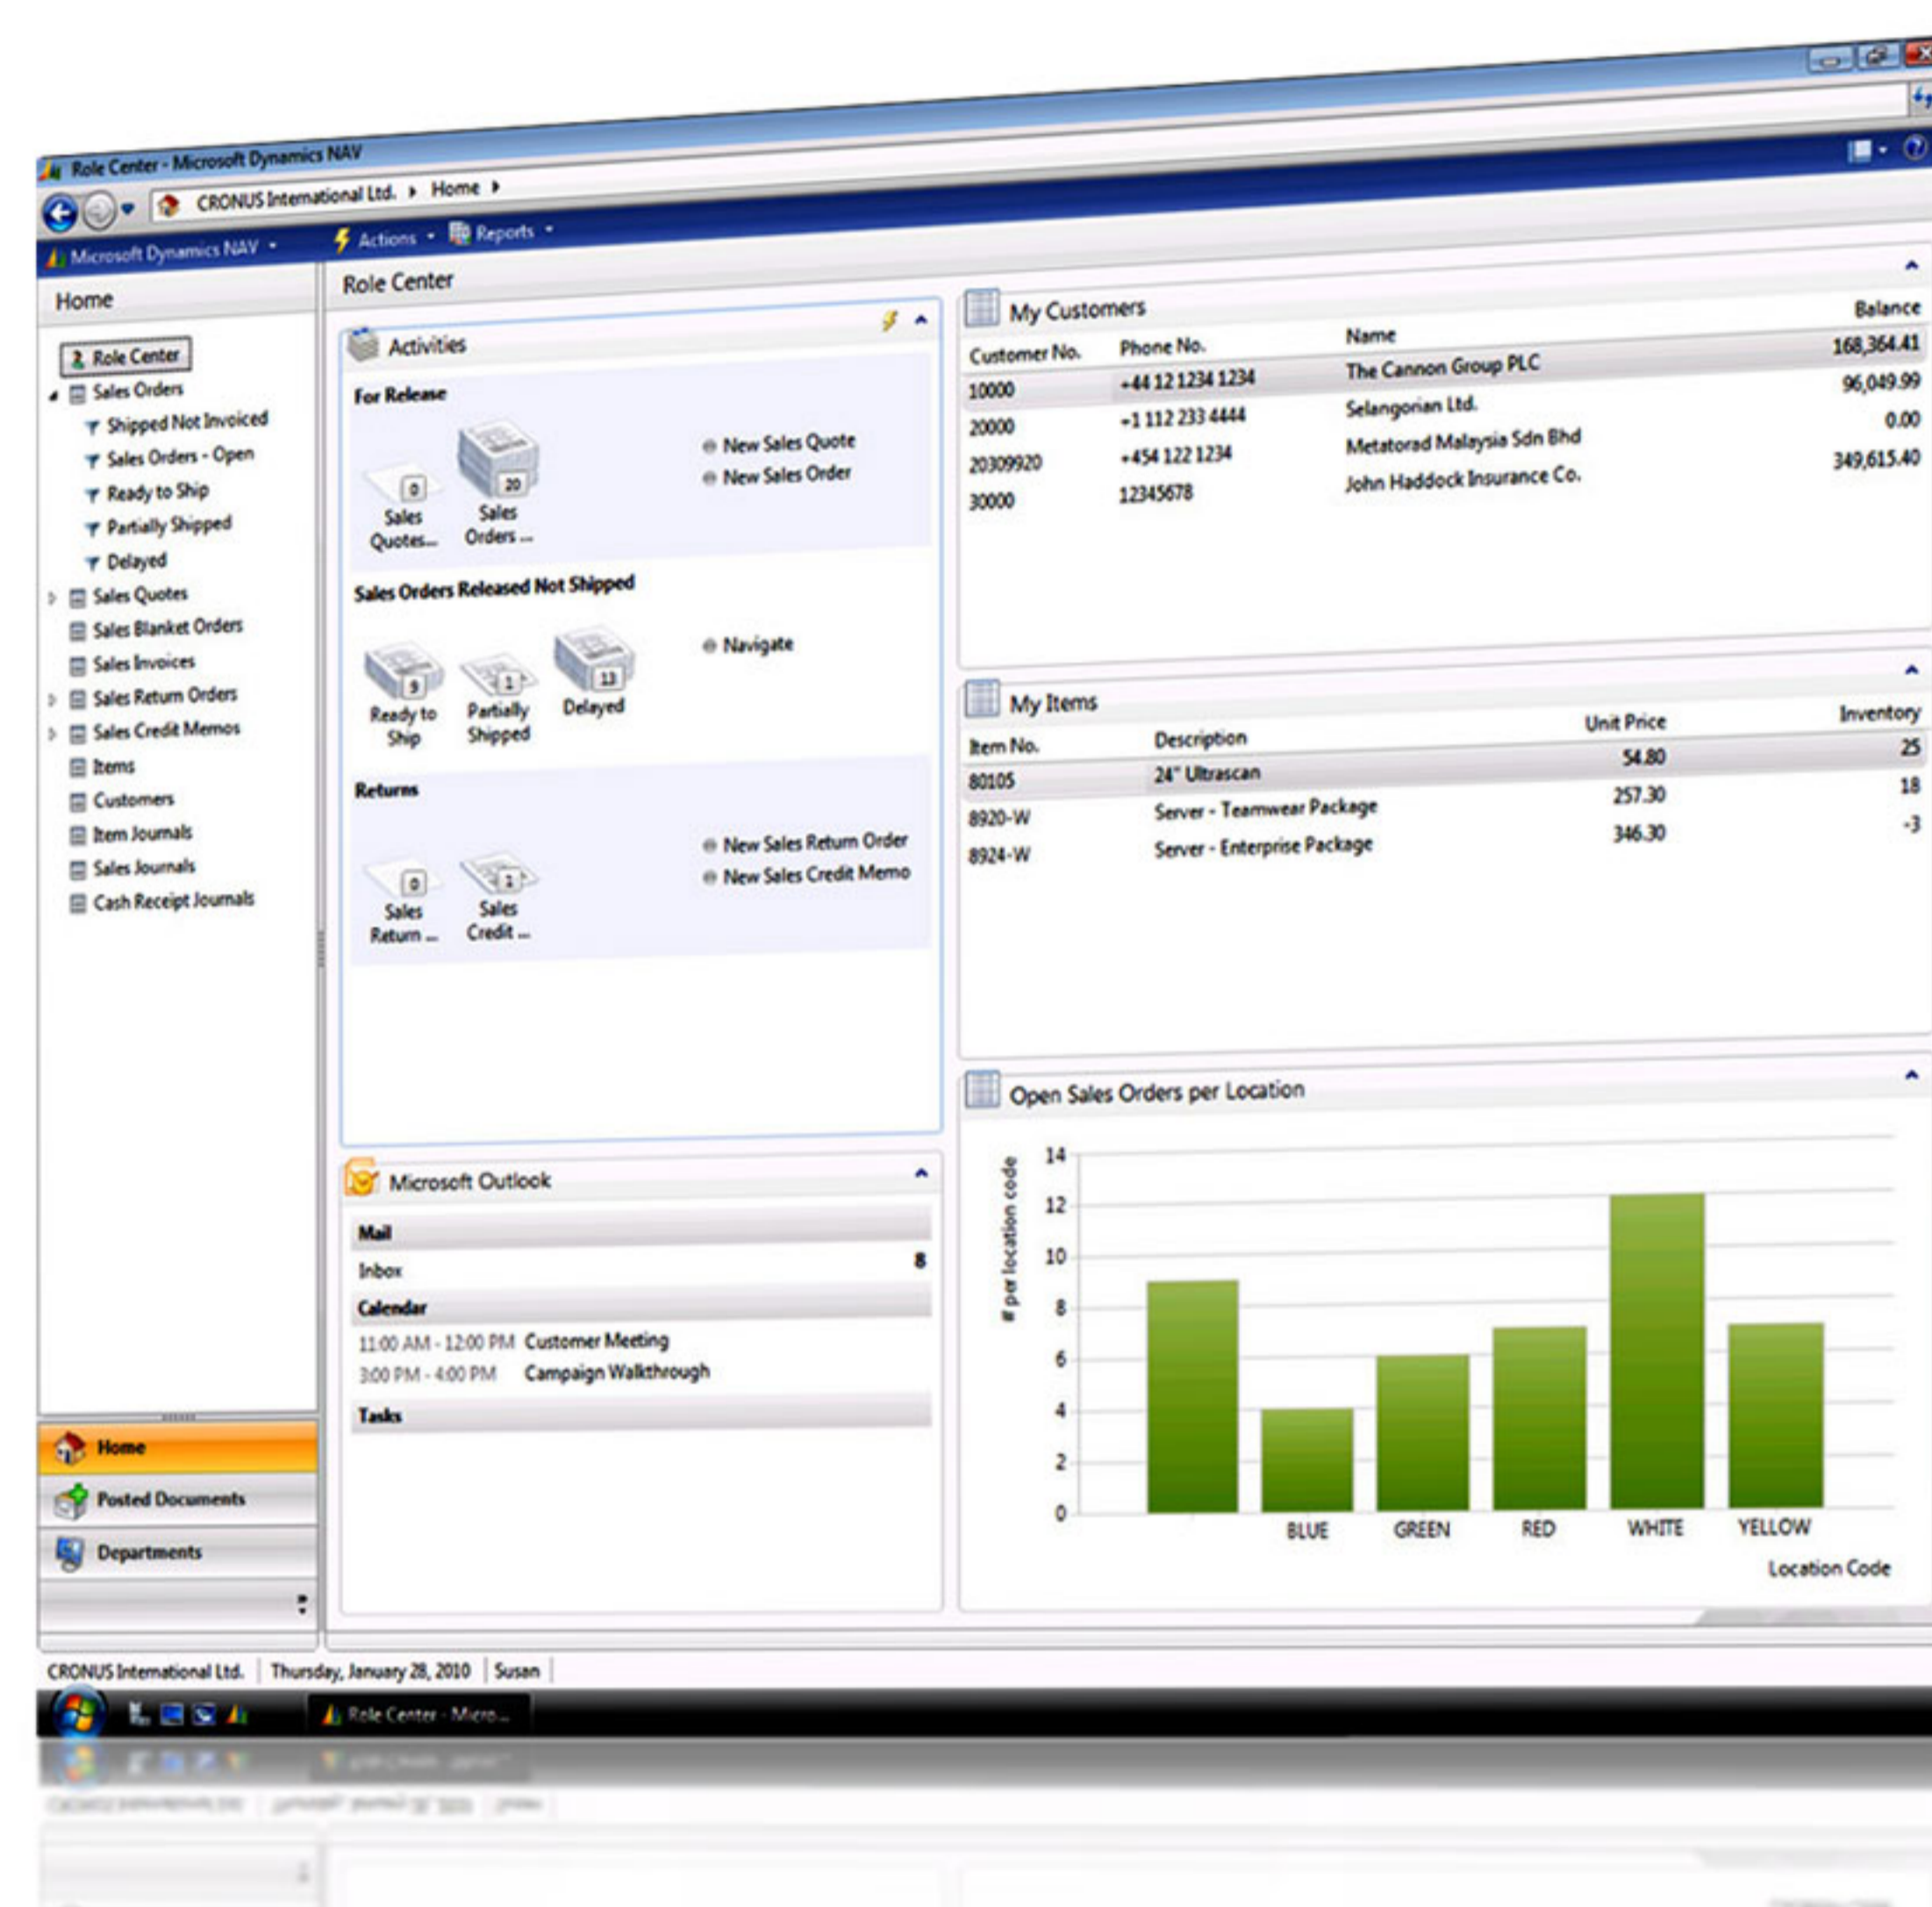 Role Center - Microsoft Dynamics NAV
CRONUS International Ltd. Home
Microsoft Dynamics NAV Actions Reports
Home
Role Center
Sales Orders
Shipped Not Invoiced
Sales Orders - Open
Ready to Ship
Partially Shipped
Delayed
Sales Quotes
Sales Blanket Orders
Sales Invoices
Sales Return Orders
Sales Credit Memos
Items
Customers
Item Journals
Sales Journals
Cash Receipt Journals
Home
Posted Documents
Departments
Role Center
Activities
For Release
0 20
Sales Quotes...
Sales Orders ...
New Sales Quote
New Sales Order
Sales Orders Released Not Shipped
9 1 13
Ready to Ship
Partially Shipped
Delayed
Navigate
Returns
0 1
Sales Return ...
Sales Credit ...
New Sales Return Order
New Sales Credit Memo
Microsoft Outlook
Mail
Inbox 8
Calendar
11:00 AM - 12:00 PM Customer Meeting
3:00 PM - 4:00 PM Campaign Walkthrough
Tasks
My Customers
Customer No. Phone No. Name Balance
10000 +44 12 1234 1234 The Cannon Group PLC 168,364.41
20000 +1 112 233 4444 Selangorian Ltd. 96,049.99
20309920 +454 122 1234 Metatorad Malaysia Sdn Bhd 0.00
30000 12345678 John Haddock Insurance Co. 349,615.40
My Items
Item No. Description Unit Price Inventory
80105 24" Ultrascan 54.80 25
8920-W Server - Teamwear Package 257.30 18
8924-W Server - Enterprise Package 346.30 -3
Open Sales Orders per Location
# per location code
14
12
10
8
6
4
2
0
BLUE GREEN RED WHITE YELLOW
Location Code
CRONUS International Ltd. Thursday, January 28, 2010 Susan
Role Center - Micro...